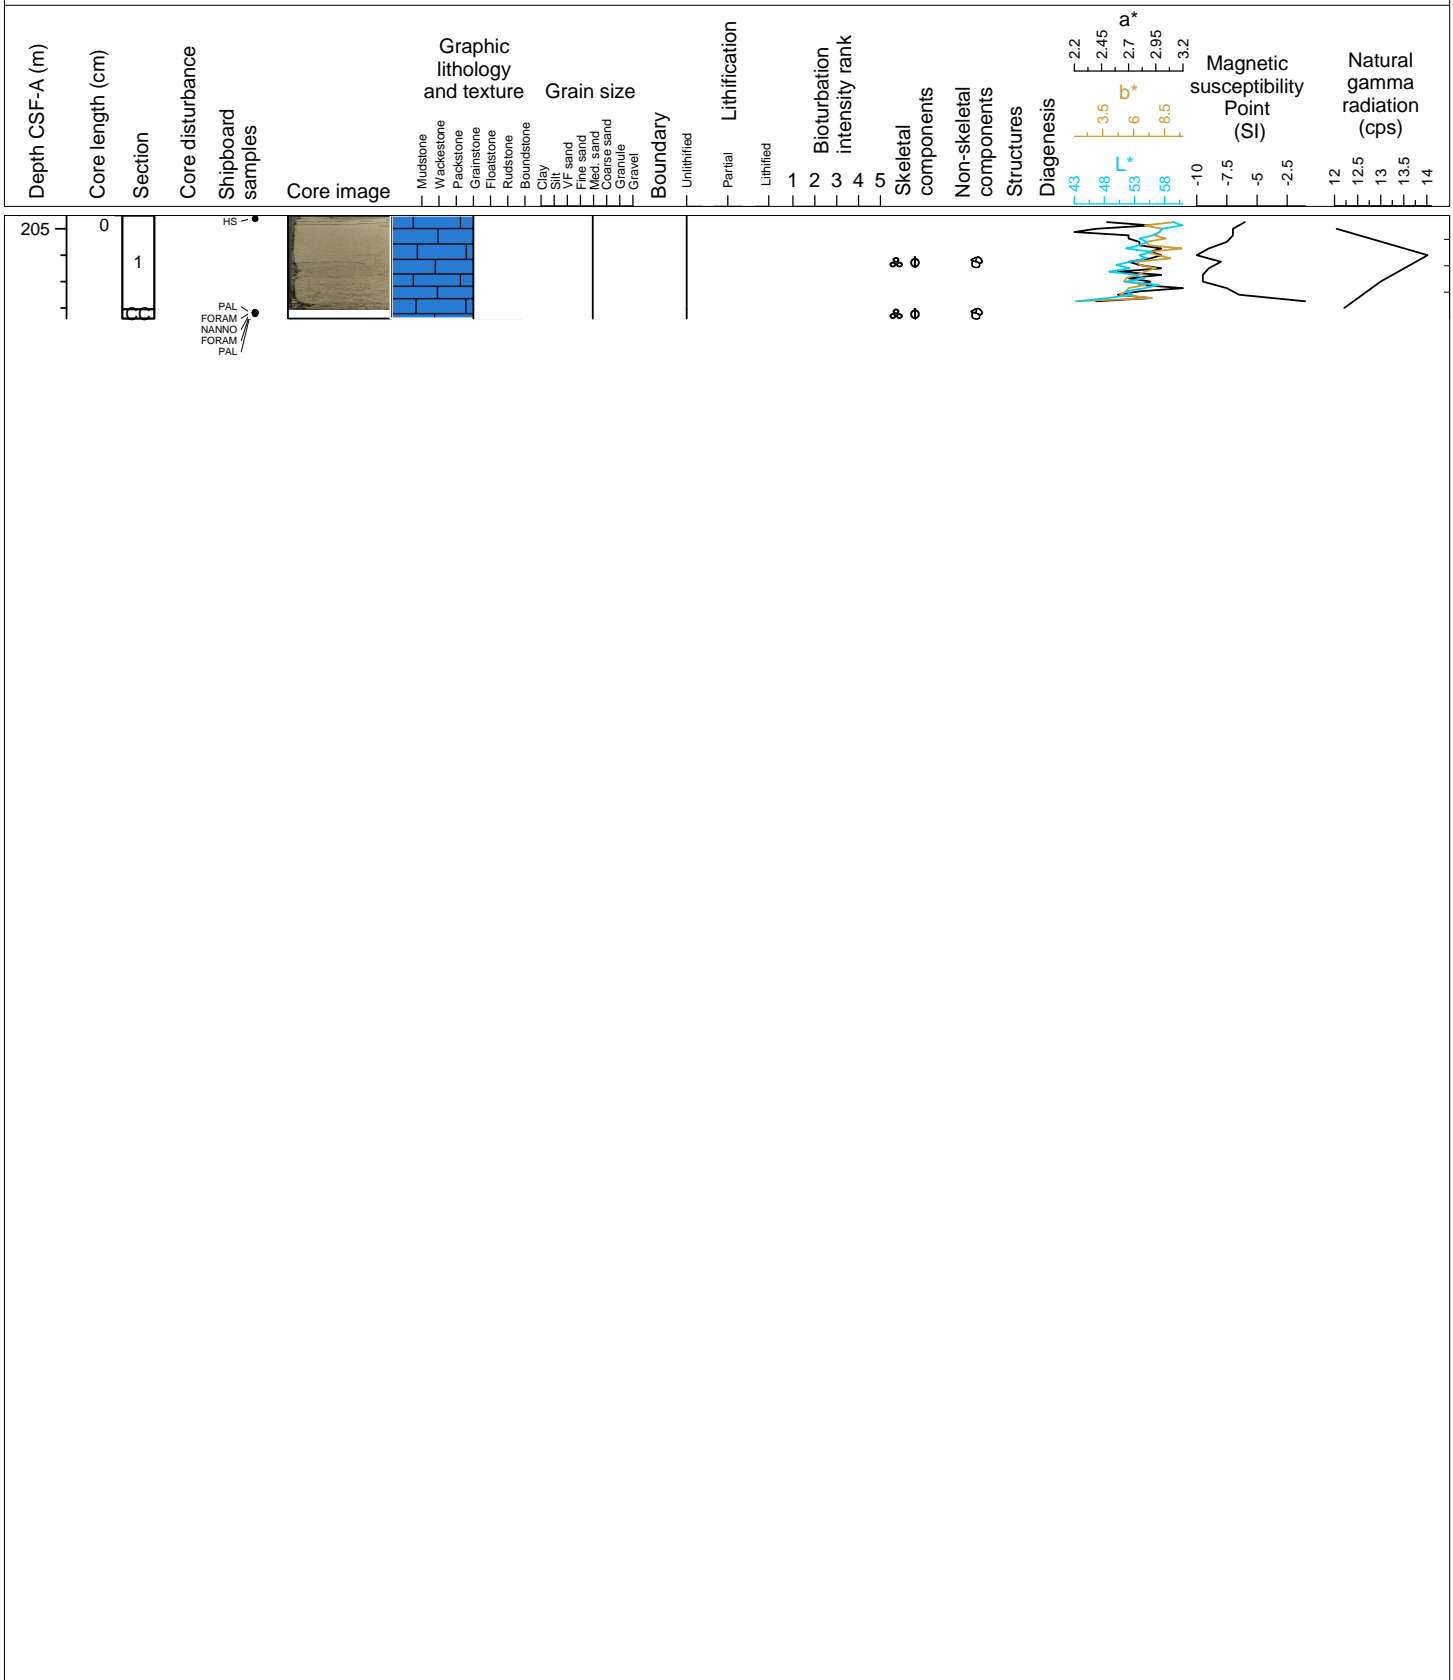 Depth CSF-A (m)
Core length (cm)
Section
Core disturbance
Shipboard
samples
Core image
Graphic
lithology
and texture
Mudstone
Wackestone
Packstone
Grainstone
Floatstone
Rudstone
Boundstone
Grain size
Clay
Silt
VF sand
Fine sand
Med. sand
Coarse sand
Granule
Gravel
Boundary
Lithification
Unlithified
Partial
Lithified
Bioturbation
intensity rank
1 2 3 4 5
Skeletal
components
Non-skeletal
components
Structures
Diagenesis
a*
2.2 2.45 2.7 2.95 3.2
b*
3.5 6 8.5
L*
43 48 53 58
Magnetic
susceptibility
Point
(SI)
-10 -7.5 -5 -2.5
Natural
gamma
radiation
(cps)
12 12.5 13 13.5 14
205
0
1
CC
HS
PAL
FORAM
NANNO
FORAM
PAL